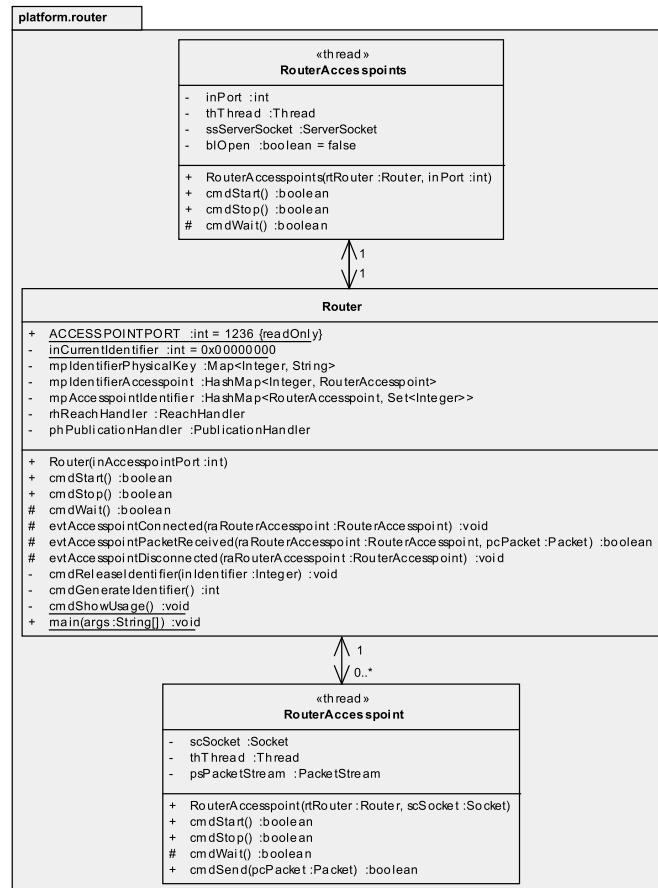 platform.router
«thread»
RouterAccesspoints
- inPort :int
- thThread :Thread
- ssServerSocket :ServerSocket
- blOpen :boolean = false
+ RouterAccesspoints(rtRouter :Router, inPort :int)
+ cmdStart() :boolean
+ cmdStop() :boolean
# cmdWait() :boolean
1
1
Router
+ ACCESSPOINTPORT :int = 1236 {readOnly}
- inCurrentIdentifier :int = 0x00000000
- mpIdentifierPhysicalKey :Map<Integer, String>
- mpIdentifierAccesspoint :HashMap<Integer, RouterAccesspoint>
- mpAccesspointIdentifier :HashMap<RouterAccesspoint, Set<Integer>>
- rhReachHandler :ReachHandler
- phPublicationHandler :PublicationHandler
+ Router(inAccesspointPort :int)
+ cmdStart() :boolean
+ cmdStop() :boolean
# cmdWait() :boolean
# evtAccesspointConnected(raRouterAccesspoint :RouterAccesspoint) :void
# evtAccesspointPacketReceived(raRouterAccesspoint :RouterAccesspoint, pcPacket :Packet) :boolean
# evtAccesspointDisconnected(raRouterAccesspoint :RouterAccesspoint) :void
- cmdReleaseIdentifier(inIdentifier :Integer) :void
- cmdGenerateIdentifier() :int
- cmdShowUsage() :void
+ main(args :String[]) :void
1
0..*
«thread»
RouterAccesspoint
- scSocket :Socket
- thThread :Thread
- psPacketStream :PacketStream
+ RouterAccesspoint(rtRouter :Router, scSocket :Socket)
+ cmdStart() :boolean
+ cmdStop() :boolean
# cmdWait() :boolean
+ cmdSend(pcPacket :Packet) :boolean